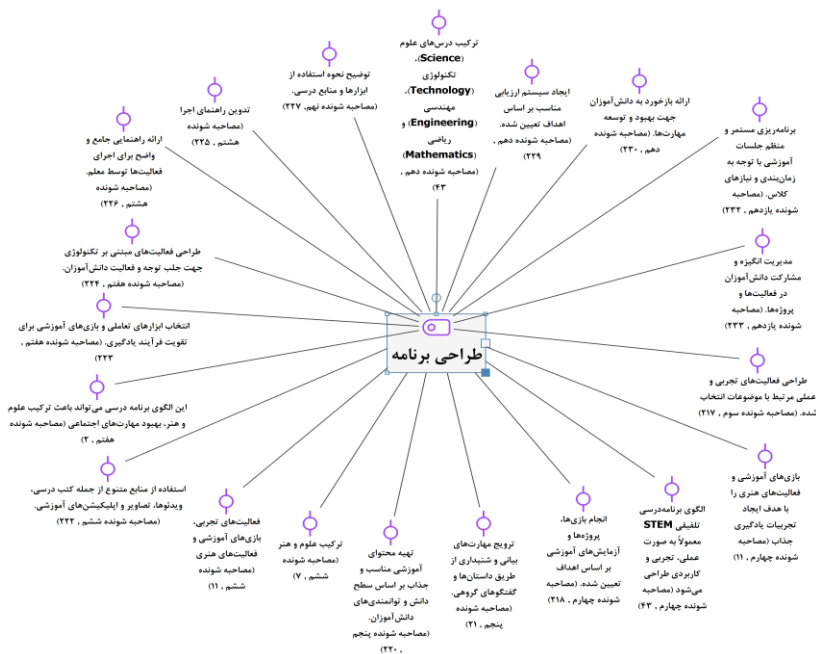 ترکیب درس‌های علوم
(Science)،
تکنولوژی
(Technology)،
مهندسی
(Engineering) و
ریاضی
(Mathematics)
(مصاحبه شونده دهم ,
۴۳)
ایجاد سیستم ارزیابی
مناسب بر اساس
اهداف تعیین شده.
(مصاحبه شونده دهم ,
۲۲۹)
ارائه بازخورد به دانش‌آموزان
جهت بهبود و توسعه
مهارت‌ها. (مصاحبه شونده
دهم , ۲۳۰)
برنامه‌ریزی مستمر و
منظم جلسات
آموزشی با توجه به
زمان‌بندی و نیازهای
کلاس. (مصاحبه
شونده یازدهم , ۲۳۲)
مدیریت انگیزه و
مشارکت دانش‌آموزان
در فعالیت‌ها و
پروژه‌ها. (مصاحبه
شونده یازدهم , ۲۳۳)
طراحی فعالیت‌های تجربی و
عملی مرتبط با موضوعات انتخاب
شده. (مصاحبه شونده سوم , ۲۱۷)
بازی‌های آموزشی و
فعالیت‌های هنری را
با هدف ایجاد
تجربیات یادگیری
جذاب (مصاحبه
شونده چهارم , ۱۱)
الگوی برنامه‌درسی
تلفیقی STEM
معمولاً به صورت
عملی، تجربی و
کاربردی طراحی
می‌شود (مصاحبه
شونده چهارم , ۴۳)
انجام بازی‌ها،
پروژه‌ها و
آزمایش‌های آموزشی
بر اساس اهداف
تعیین شده. (مصاحبه
شونده چهارم , ۲۱۸)
ترویج مهارت‌های
بیانی و شنیداری از
طریق داستان‌ها و
گفتگوهای گروهی.
(مصاحبه شونده
پنجم , ۲۱)
تهیه محتوای
آموزشی مناسب و
جذاب بر اساس سطح
دانش و توانمندی‌های
دانش‌آموزان.
(مصاحبه شونده پنجم
, ۲۲۰)
ترکیب علوم و هنر
(مصاحبه شونده
ششم , ۷)
فعالیت‌های تجربی،
بازی‌های آموزشی و
فعالیت‌های هنری
(مصاحبه شونده
ششم , ۱۱)
استفاده از منابع متنوع از جمله کتب درسی،
ویدئوها، تصاویر و اپلیکیشن‌های آموزشی.
(مصاحبه شونده ششم , ۲۲۲)
این الگوی برنامه درسی می‌تواند باعث ترکیب علوم
و هنر، بهبود مهارت‌های اجتماعی (مصاحبه شونده
هفتم , ۲)
انتخاب ابزارهای تعاملی و بازی‌های آموزشی برای
تقویت فرآیند یادگیری. (مصاحبه شونده هفتم ,
۲۲۳)
طراحی فعالیت‌های مبتنی بر تکنولوژی
جهت جلب توجه و فعالیت دانش‌آموزان.
(مصاحبه شونده هفتم , ۲۲۴)
ارائه راهنمایی جامع و
واضح برای اجرای
فعالیت‌ها توسط معلم.
(مصاحبه شونده
هشتم , ۲۲۶)
تدوین راهنمای اجرا
(مصاحبه شونده
هشتم , ۲۲۵)
توضیح نحوه استفاده از
ابزارها و منابع درسی.
(مصاحبه شونده نهم, ۲۲۷)
طراحی برنامه